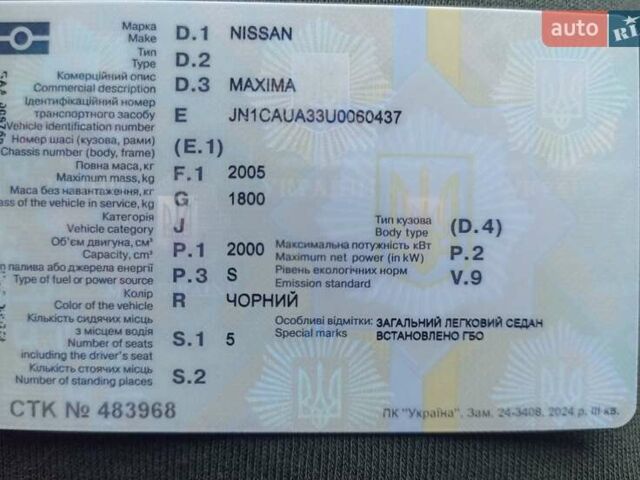 auto RIA
Марка
Make D.1 NISSAN
Тип
Type D.2
Комерційний опис
Commercial description D.3 MAXIMA
Ідентифікаційний номер
транспортного засобу E JN1CAUA33U0060437
Vehicle identification number
Номер шасі (кузова, рами)
Chassis number (body, frame) (E.1)
Повна маса, кг
Maximum mass, kg F.1 2005
Маса без навантаження, кг
of the vehicle in service, kg G 1800
Категорія
Vehicle category J
Тип кузова
Body type (D.4)
Об'єм двигуна, см³
Capacity, cm³ P.1 2000
Максимальна потужність кВт
Maximum net power (in kW) P.2
палива або джерела енергії
Type of fuel or power source P.3 S
Рівень екологічних норм
Emission standard V.9
Колір
Color of the vehicle R ЧОРНИЙ
Кількість сидячих місць
з місцем водія
Number of seats
including the driver's seat S.1 5
Особливі відмітки: ЗАГАЛЬНИЙ ЛЕГКОВИЙ СЕДАН
Special marks ВСТАНОВЛЕНО ГБО
Кількість стоячих місць
Number of standing places S.2
СТК № 483968
ПК "Україна". Зам. 24-3408. 2024 р. III кв.